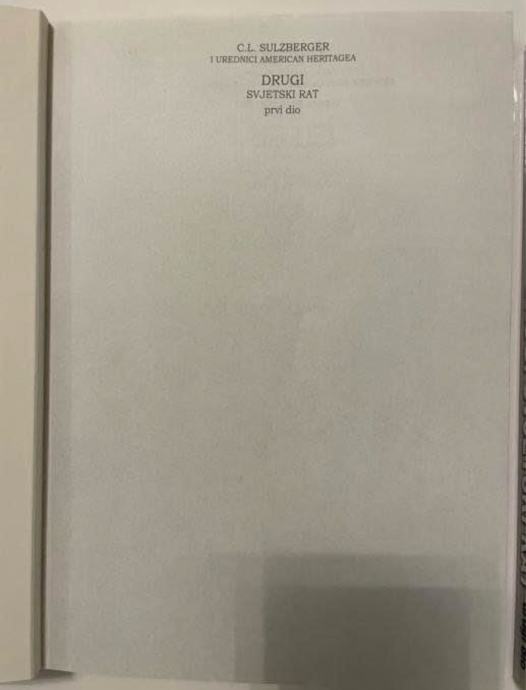 C.L. SULZBERGER
I UREDNICI AMERICAN HERITAGEA
DRUGI
SVJETSKI RAT
prvi dio